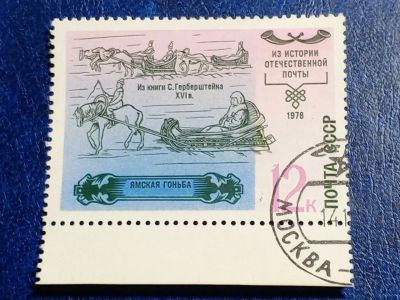 ИЗ ИСТОРИИ
ОТЕЧЕСТВЕННОЙ
ПОЧТЫ
1978
Из книги С. Герберштейна
XVI в.
ЯМСКАЯ ГОНЬБА
12 К.
ПОЧТА СССР
МОСКВА